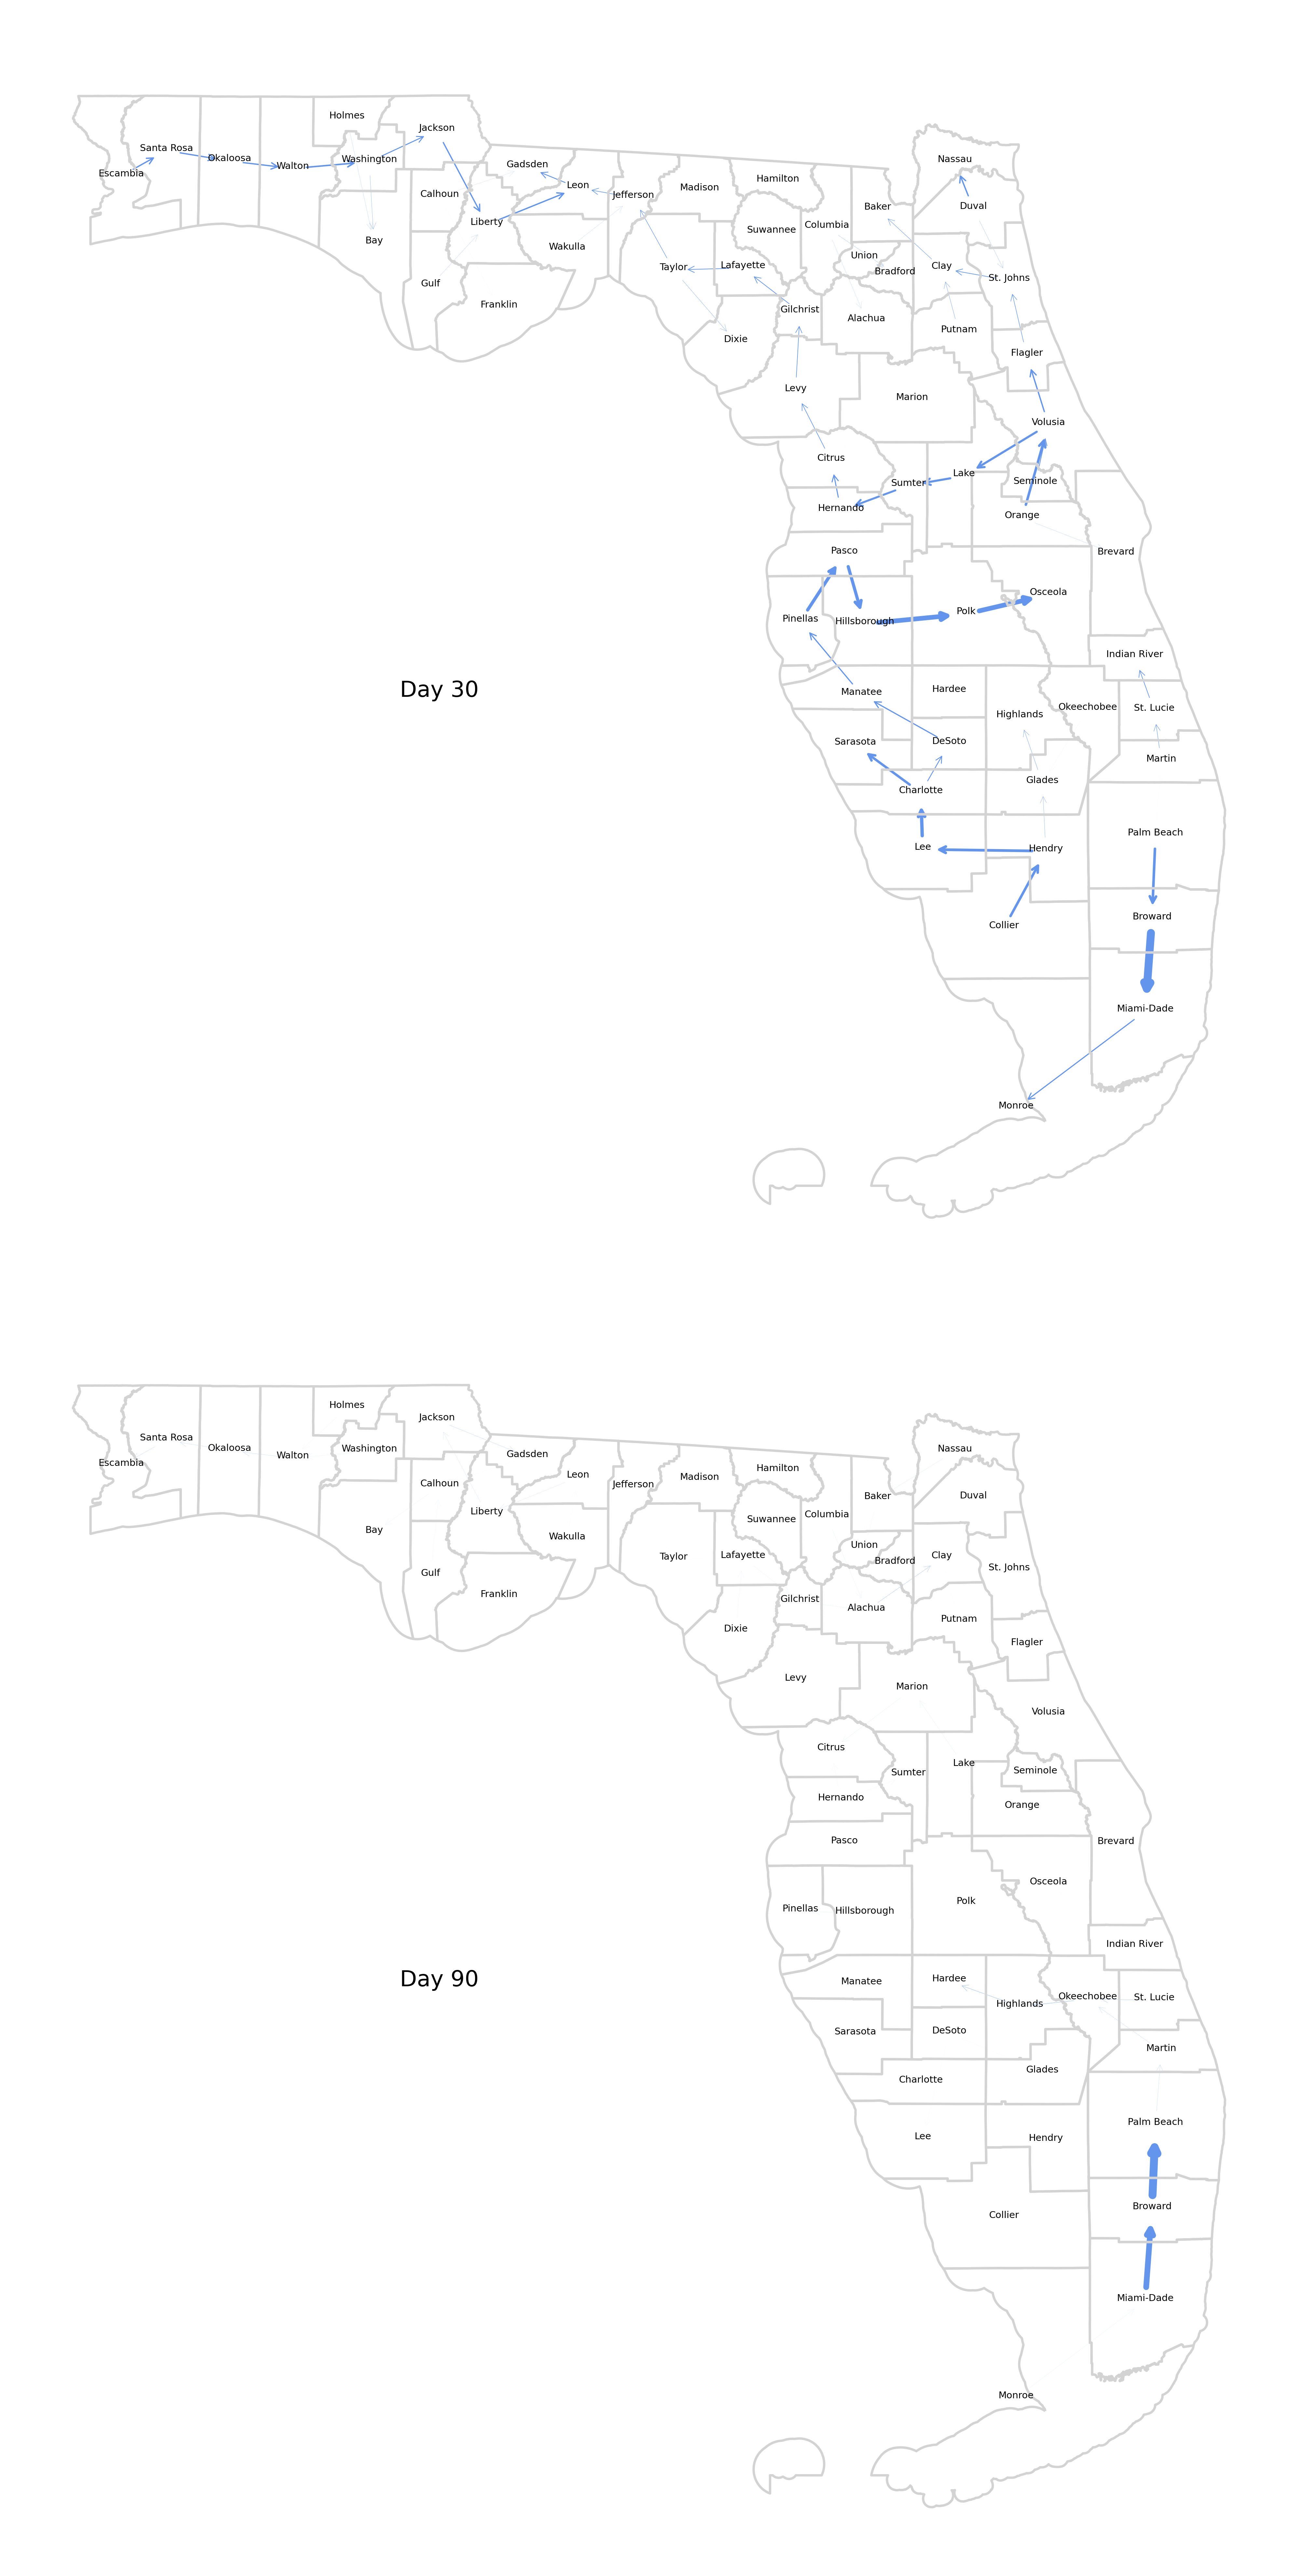 Holmes
Jackson
Santa Rosa
Okaloosa
Washington
Walton
Escambia
Nassau
Gadsden
Hamilton
Leon
Madison
Calhoun
Jefferson
Duval
Baker
Liberty
Columbia
Suwannee
Bay
Wakulla
Union
Lafayette
Clay
Taylor
Bradford
St. Johns
Gulf
Franklin
Gilchrist
Alachua
Putnam
Dixie
Flagler
Levy
Marion
Volusia
Citrus
Lake
Seminole
Sumter
Hernando
Orange
Pasco
Brevard
Osceola
Polk
Pinellas
Hillsborough
Indian River
Day 30
Hardee
Manatee
Okeechobee
St. Lucie
Highlands
Sarasota
DeSoto
Martin
Glades
Charlotte
Palm Beach
Lee
Hendry
Broward
Collier
Miami-Dade
Monroe
Holmes
Jackson
Santa Rosa
Okaloosa
Washington
Walton
Escambia
Nassau
Gadsden
Hamilton
Leon
Madison
Calhoun
Jefferson
Duval
Baker
Liberty
Columbia
Suwannee
Bay
Wakulla
Union
Lafayette
Clay
Taylor
Bradford
St. Johns
Gulf
Franklin
Gilchrist
Alachua
Putnam
Dixie
Flagler
Levy
Marion
Volusia
Citrus
Lake
Seminole
Sumter
Hernando
Orange
Pasco
Brevard
Osceola
Polk
Pinellas
Hillsborough
Indian River
Day 90
Hardee
Manatee
Okeechobee
St. Lucie
Highlands
Sarasota
DeSoto
Martin
Glades
Charlotte
Palm Beach
Lee
Hendry
Broward
Collier
Miami-Dade
Monroe